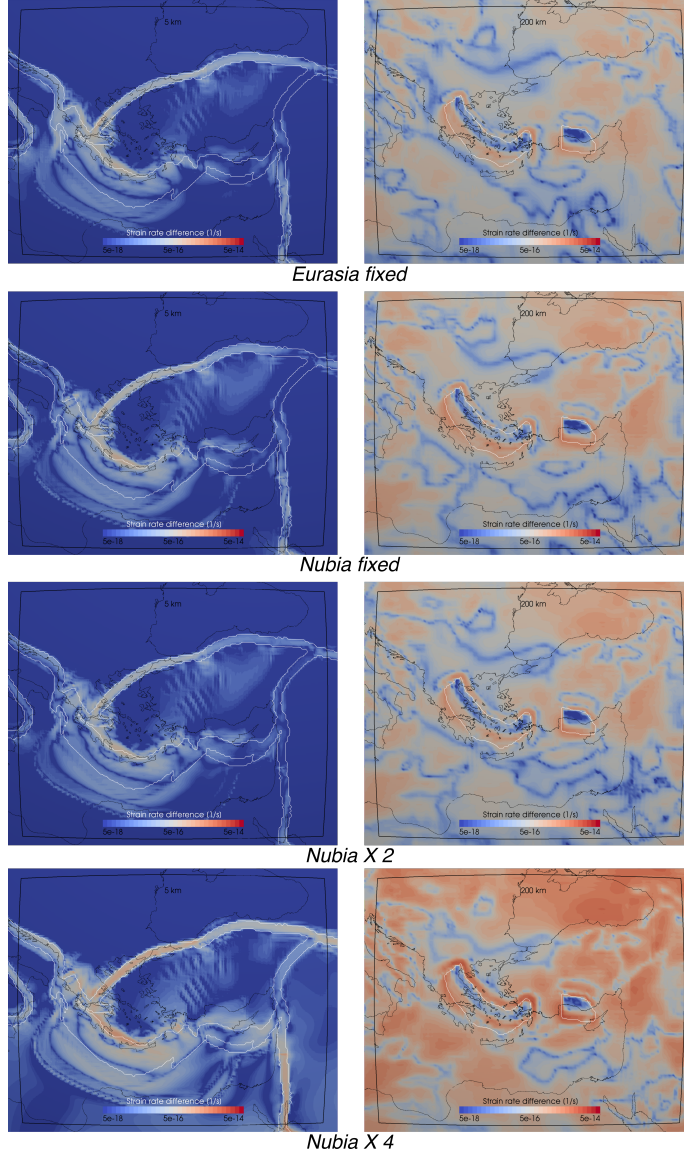 5 km
200 km
Strain rate difference (1/s)
5e-18 5e-16 5e-14
Strain rate difference (1/s)
5e-18 5e-16 5e-14
Eurasia fixed
5 km
200 km
Strain rate difference (1/s)
5e-18 5e-16 5e-14
Strain rate difference (1/s)
5e-18 5e-16 5e-14
Nubia fixed
5 km
200 km
Strain rate difference (1/s)
5e-18 5e-16 5e-14
Strain rate difference (1/s)
5e-18 5e-16 5e-14
Nubia X 2
5 km
200 km
Strain rate difference (1/s)
5e-18 5e-16 5e-14
Strain rate difference (1/s)
5e-18 5e-16 5e-14
Nubia X 4